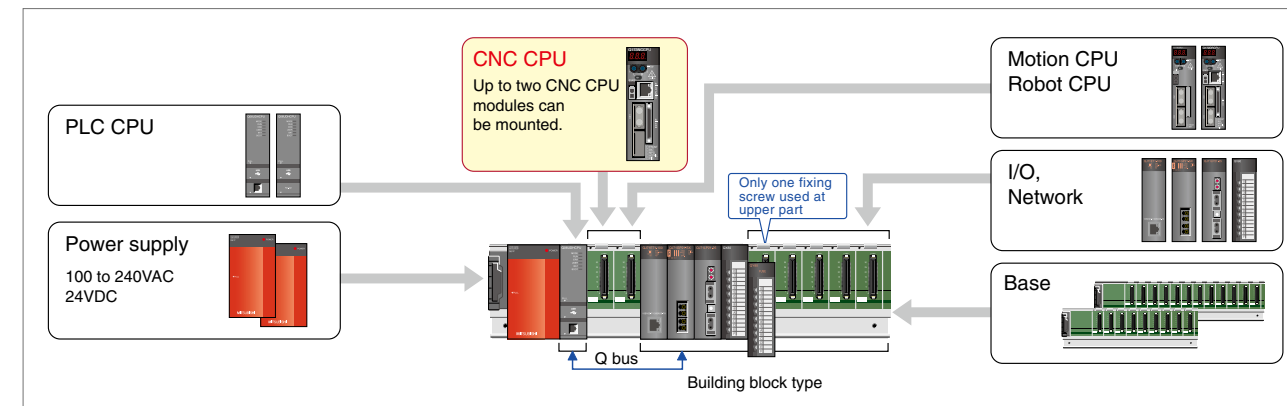 PLC CPU
Power supply
100 to 240VAC
24VDC
CNC CPU
Up to two CNC CPU
modules can
be mounted.
Only one fixing
screw used at
upper part
Motion CPU
Robot CPU
I/O,
Network
Base
Q bus
Building block type